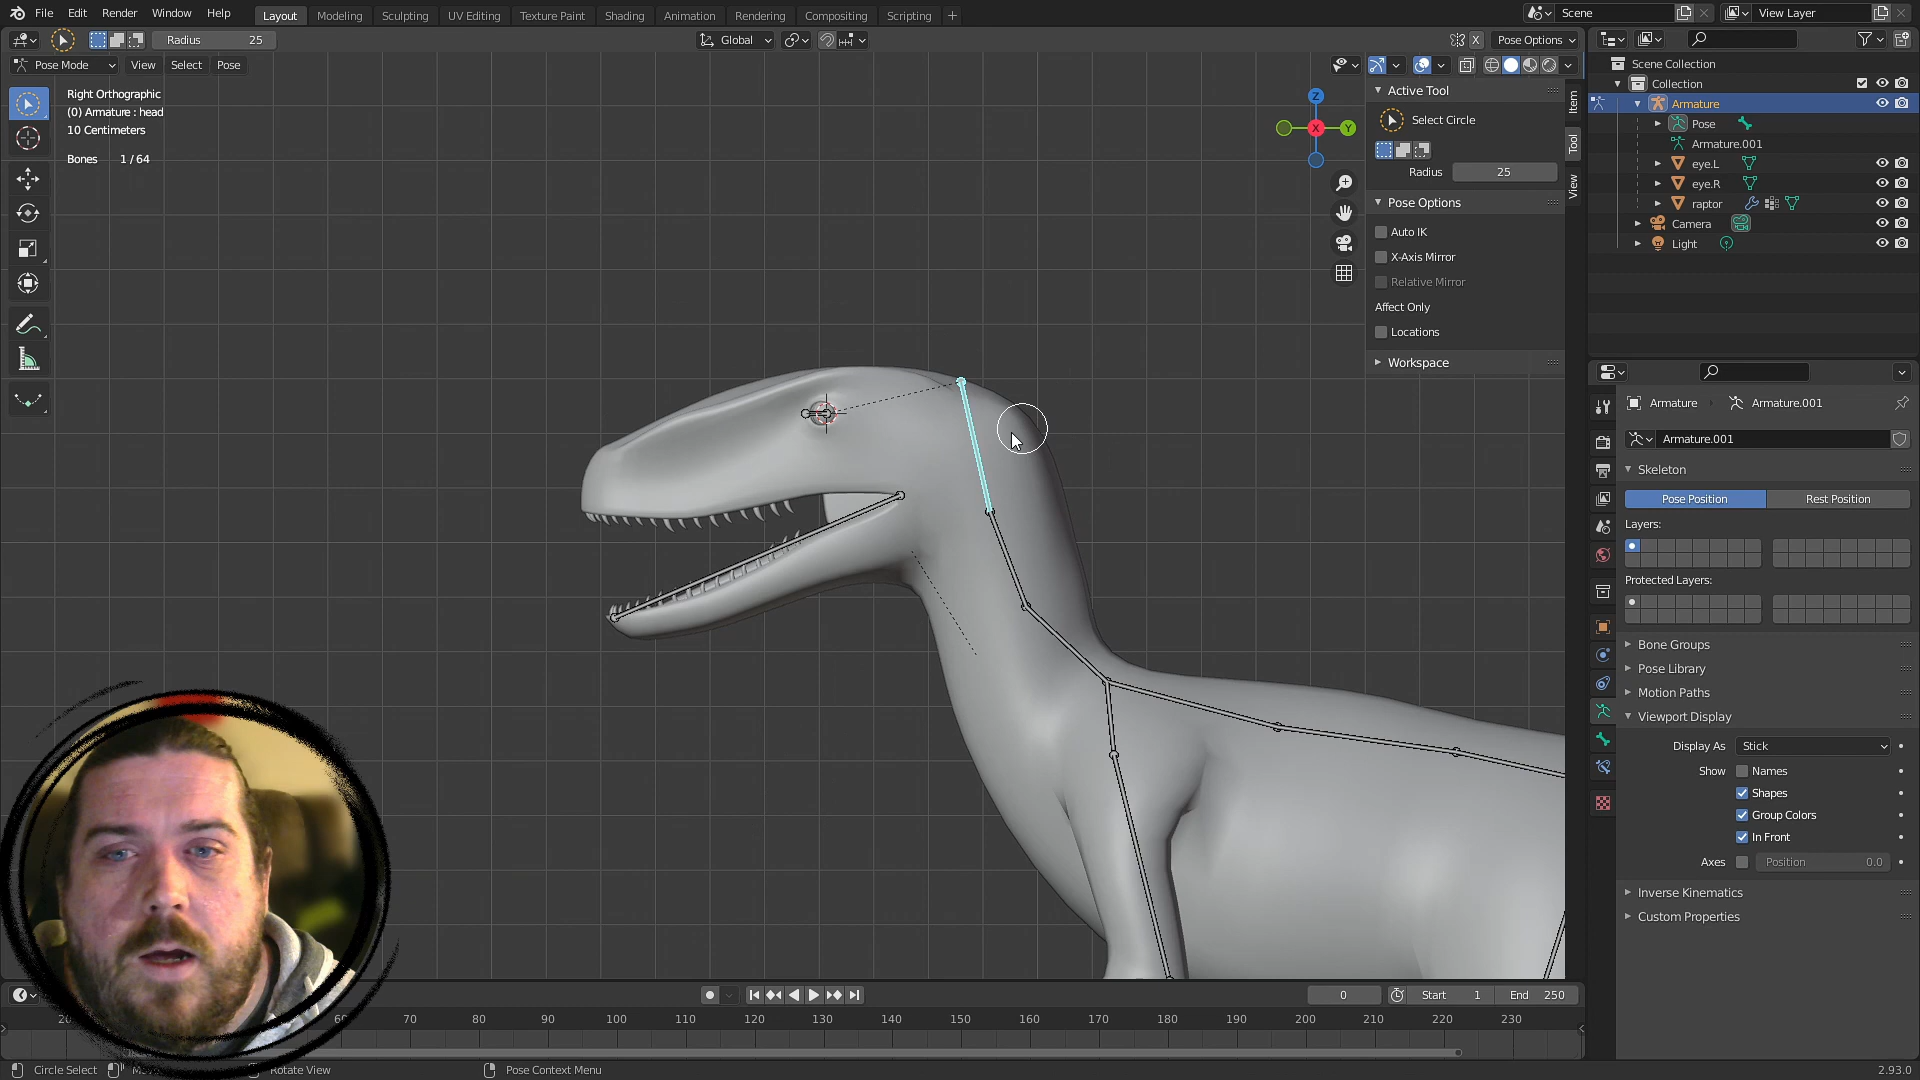 File Edit Render Window Help
Layout Modeling Sculpting UV Editing Texture Paint Shading Animation Rendering Compositing Scripting +
Scene
View Layer
Radius 25
Global
X
Pose Options
Pose Mode View Select Pose
Right Orthographic
(0) Armature : head
10 Centimeters
Bones 1 / 64
Z
X
Y
Active Tool
Select Circle
Radius 25
Pose Options
Auto IK
X-Axis Mirror
Relative Mirror
Affect Only
Locations
Workspace
Item
Tool
View
Scene Collection
Collection
Armature
Pose
Armature.001
eye.L
eye.R
raptor
Camera
Light
Armature Armature.001
Armature.001
Skeleton
Pose Position Rest Position
Layers:
Protected Layers:
Bone Groups
Pose Library
Motion Paths
Viewport Display
Display As Stick
Show Names
Shapes
Group Colors
In Front
Axes Position 0.0
Inverse Kinematics
Custom Properties
0 Start 1 End 250
60 70 80 90 100 110 120 130 140 150 160 170 180 190 200 210 220 230
Circle Select Rotate View Pose Context Menu
2.93.0